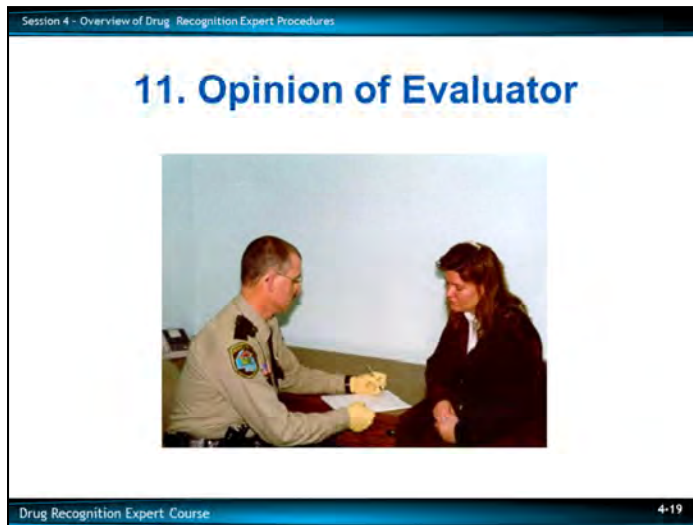 Session 4 - Overview of Drug Recognition Expert Procedures
11. Opinion of Evaluator
Drug Recognition Expert Course
4-19